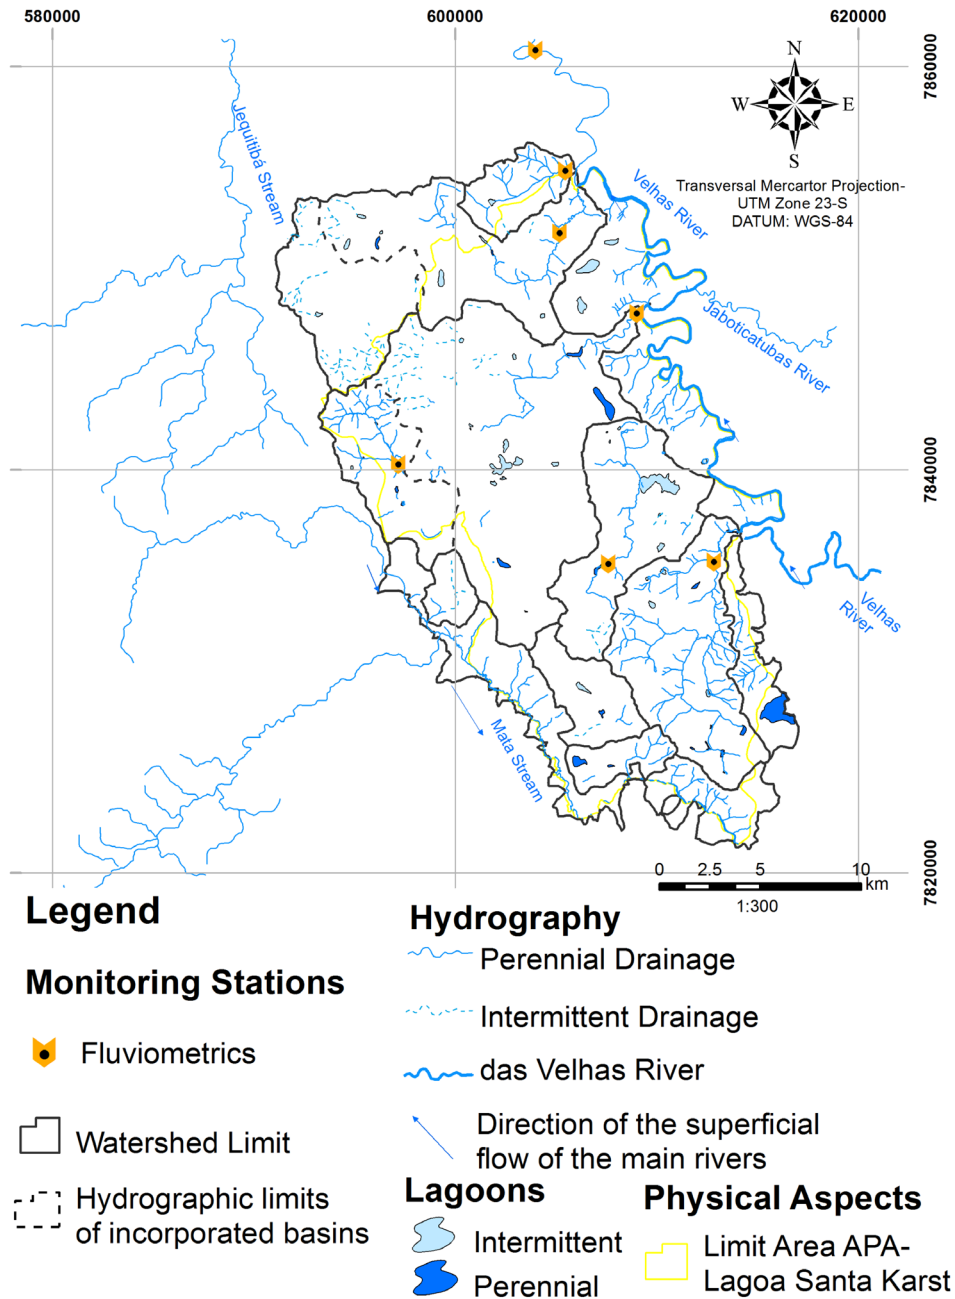 580000
600000
620000
7860000
N
W
E
S
Transversal Mercartor Projection-
UTM Zone 23-S
DATUM: WGS-84
Jequitibá Stream
Velhas River
Jaboticatubas River
7840000
Velhas
River
Mata Stream
7820000
0 2.5 5 10
km
1:300
Legend
Monitoring Stations
Fluviometrics
Watershed Limit
Hydrographic limits
of incorporated basins
Hydrography
Perennial Drainage
Intermittent Drainage
das Velhas River
Direction of the superficial
flow of the main rivers
Lagoons
Intermittent
Perennial
Physical Aspects
Limit Area APA-
Lagoa Santa Karst